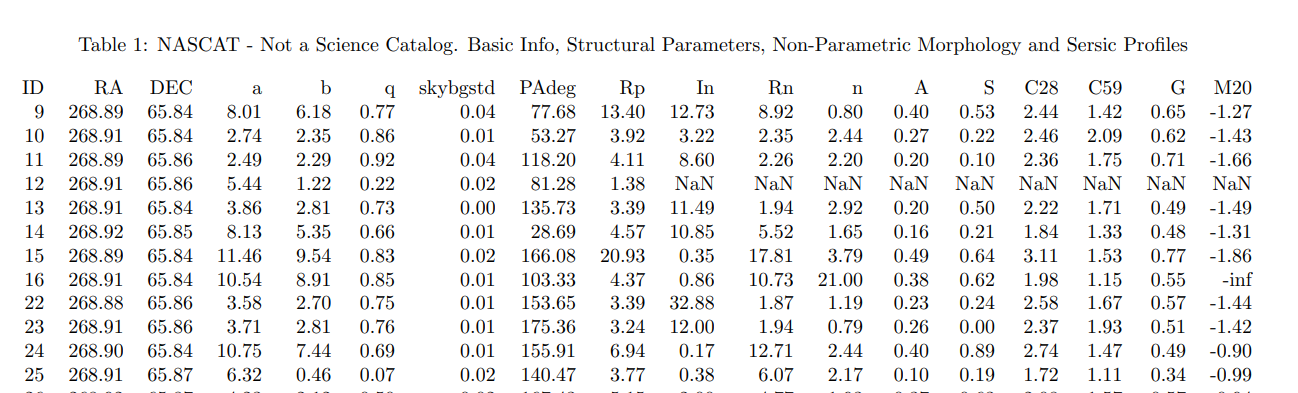 Table 1: NASCAT - Not a Science Catalog. Basic Info, Structural Parameters, Non-Parametric Morphology and Sersic Profiles
ID RA DEC a b q skybgstd PAdeg Rp In Rn n A S C28 C59 G M20
9 268.89 65.84 8.01 6.18 0.77 0.04 77.68 13.40 12.73 8.92 0.80 0.40 0.53 2.44 1.42 0.65 -1.27
10 268.91 65.84 2.74 2.35 0.86 0.01 53.27 3.92 3.22 2.35 2.44 0.27 0.22 2.46 2.09 0.62 -1.43
11 268.89 65.86 2.49 2.29 0.92 0.04 118.20 4.11 8.60 2.26 2.20 0.20 0.10 2.36 1.75 0.71 -1.66
12 268.91 65.86 5.44 1.22 0.22 0.02 81.28 1.38 NaN NaN NaN NaN NaN NaN NaN NaN NaN
13 268.91 65.84 3.86 2.81 0.73 0.00 135.73 3.39 11.49 1.94 2.92 0.20 0.50 2.22 1.71 0.49 -1.49
14 268.92 65.85 8.13 5.35 0.66 0.01 28.69 4.57 10.85 5.52 1.65 0.16 0.21 1.84 1.33 0.48 -1.31
15 268.89 65.84 11.46 9.54 0.83 0.02 166.08 20.93 0.35 17.81 3.79 0.49 0.64 3.11 1.53 0.77 -1.86
16 268.91 65.84 10.54 8.91 0.85 0.01 103.33 4.37 0.86 10.73 21.00 0.38 0.62 1.98 1.15 0.55 -inf
22 268.88 65.86 3.58 2.70 0.75 0.01 153.65 3.39 32.88 1.87 1.19 0.23 0.24 2.58 1.67 0.57 -1.44
23 268.91 65.86 3.71 2.81 0.76 0.01 175.36 3.24 12.00 1.94 0.79 0.26 0.00 2.37 1.93 0.51 -1.42
24 268.90 65.84 10.75 7.44 0.69 0.01 155.91 6.94 0.17 12.71 2.44 0.40 0.89 2.74 1.47 0.49 -0.90
25 268.91 65.87 6.32 0.46 0.07 0.02 140.47 3.77 0.38 6.07 2.17 0.10 0.19 1.72 1.11 0.34 -0.99